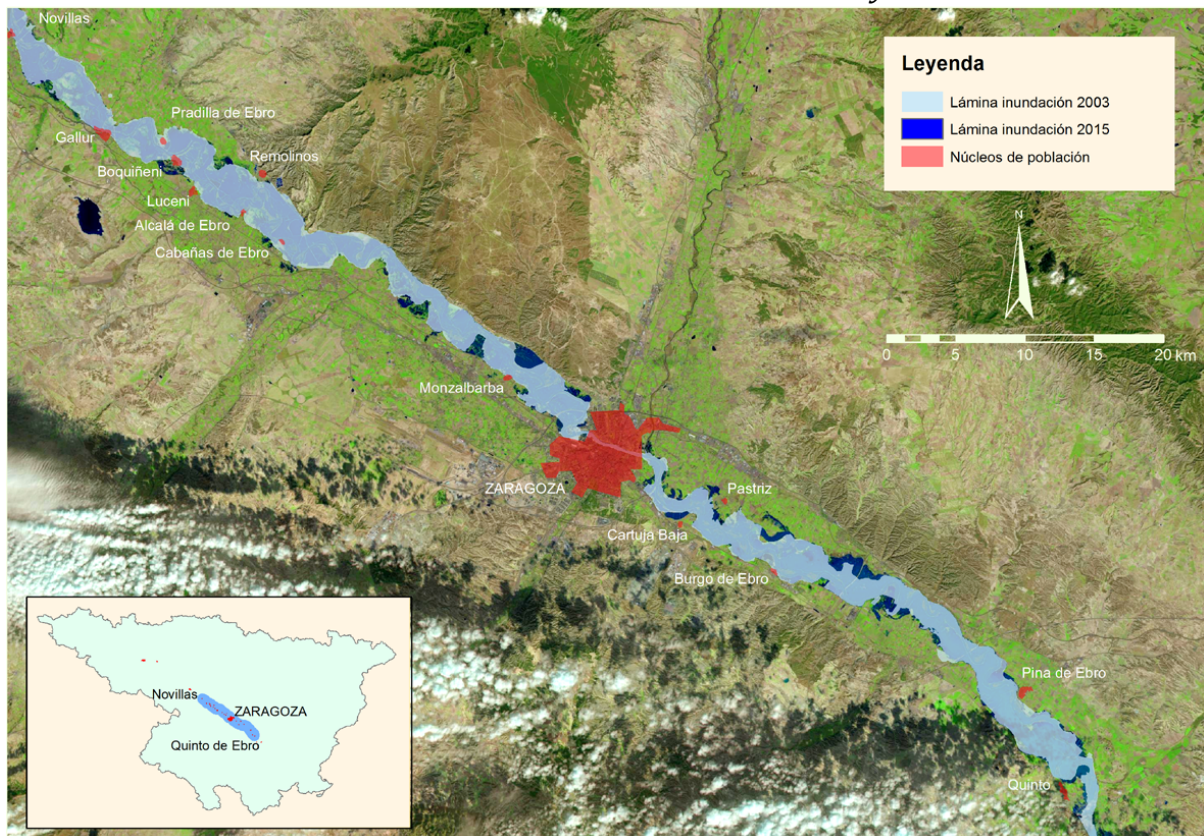 Novillas
Pradilla de Ebro
Gallur
Remolinos
Boquiñeni
Luceni
Alcalá de Ebro
Cabañas de Ebro
Monzalbarba
ZARAGOZA
Pastriz
Cartuja Baja
Burgo de Ebro
Pina de Ebro
Quinto
Leyenda
Lámina inundación 2003
Lámina inundación 2015
Núcleos de población
N
0 5 10 15 20 km
Novillas
ZARAGOZA
Quinto de Ebro